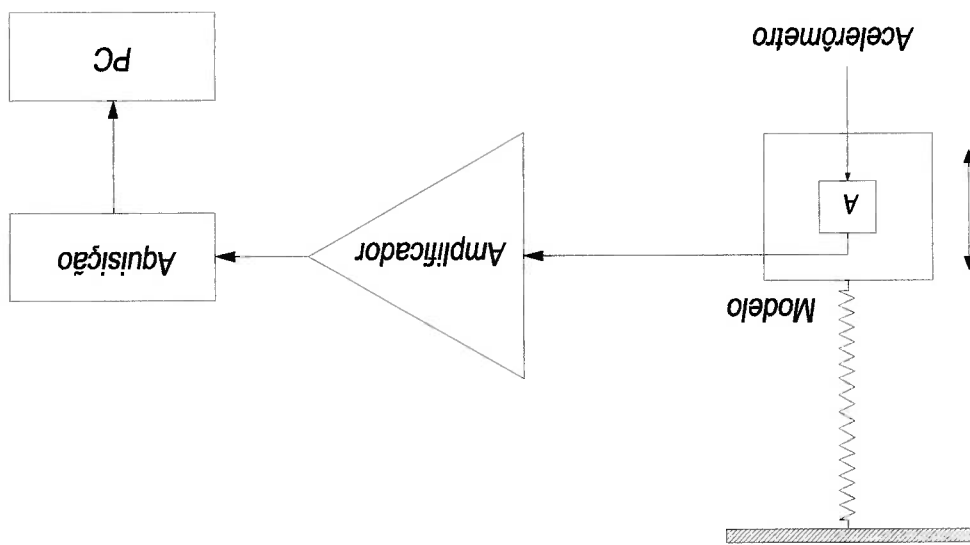 Modelo
A
Acelerômetro
Amplificador
Aquisição
PC